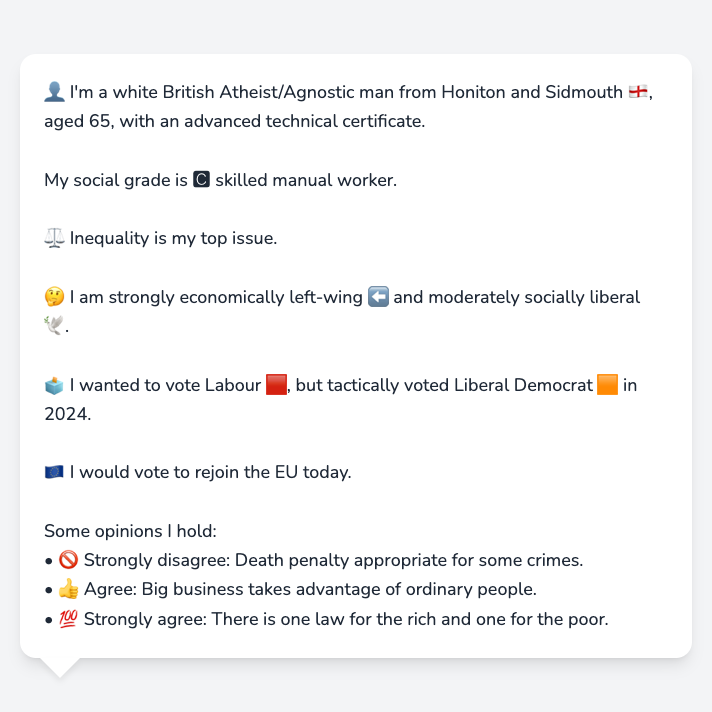 👤 I'm a white British Atheist/Agnostic man from Honiton and Sidmouth 🏴󠁧󠁢󠁥󠁮󠁧󠁿,
aged 65, with an advanced technical certificate.
My social grade is 🅲 skilled manual worker.
⚖️ Inequality is my top issue.
🤔 I am strongly economically left-wing ⬅️ and moderately socially liberal
🕊️.
🗳️ I wanted to vote Labour 🟥, but tactically voted Liberal Democrat 🟧 in
2024.
🇪🇺 I would vote to rejoin the EU today.
Some opinions I hold:
• 🚫 Strongly disagree: Death penalty appropriate for some crimes.
• 👍 Agree: Big business takes advantage of ordinary people.
• 💯 Strongly agree: There is one law for the rich and one for the poor.